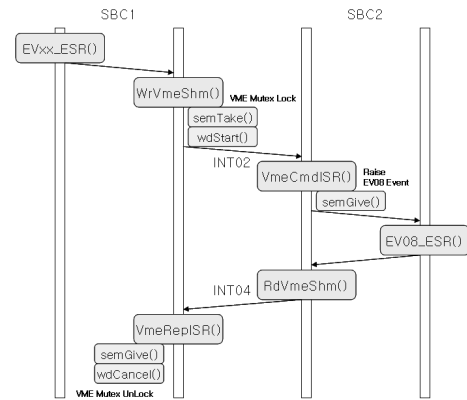 SBC1 SBC2
EVxx_ESR()
WrVmeShm() VME Mutex Lock
semTake()
wdStart()
INT02
VmeCmdISR() Raise
EV08 Event
semGive()
EV08_ESR()
RdVmeShm()
INT04
VmeRepISR()
semGive()
wdCancel()
VME Mutex UnLock